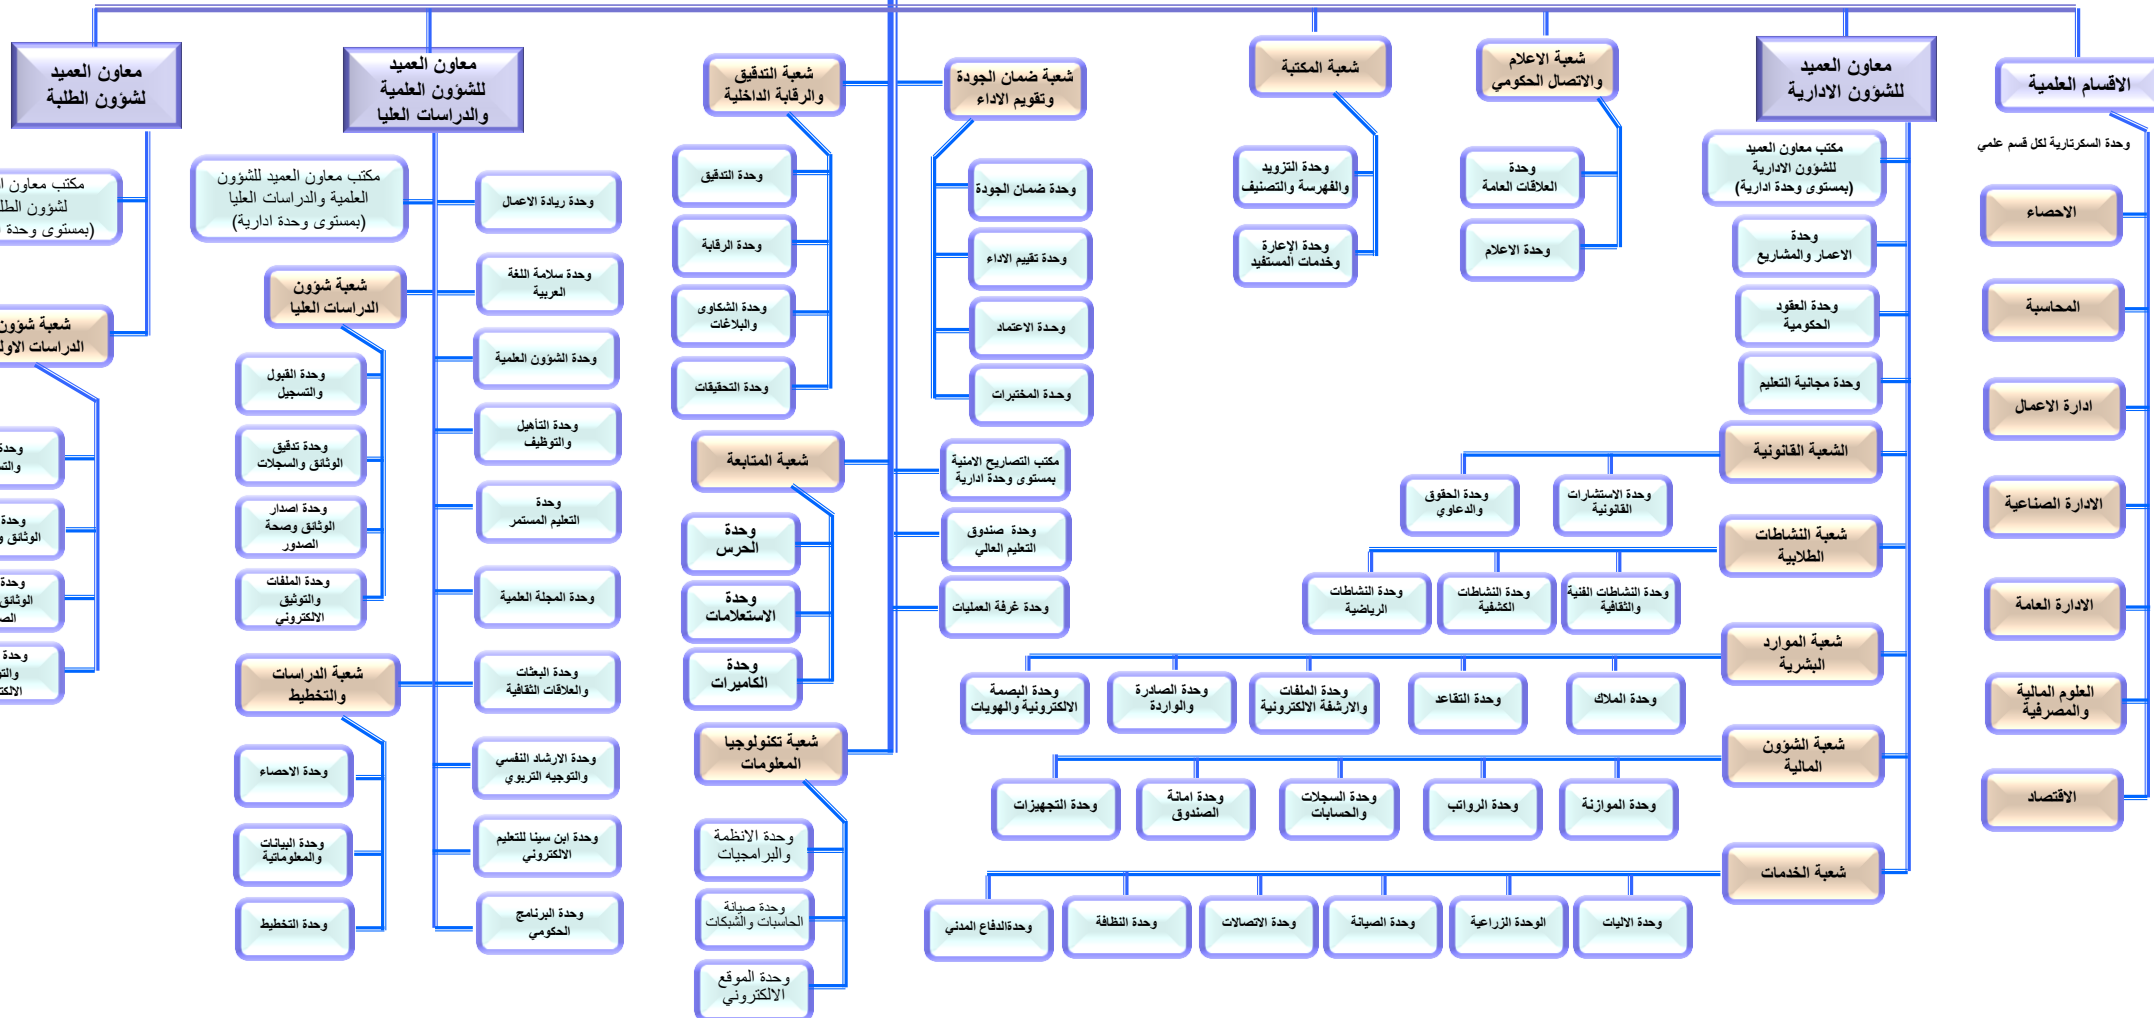 الاقسام العلمية
وحدة السكرتارية لكل قسم علمي
الاحصاء
المحاسبة
ادارة الاعمال
الادارة الصناعية
الادارة العامة
العلوم المالية
والمصرفية
الاقتصاد
معاون العميد
للشؤون الادارية
مكتب معاون العميد
للشؤون الادارية
(بمستوى وحدة ادارية)
وحدة
الاعمار والمشاريع
وحدة العقود
الحكومية
وحدة مجانية التعليم
الشعبة القانونية
وحدة الاستشارات
القانونية
وحدة الحقوق
والدعاوي
شعبة النشاطات
الطلابية
وحدة النشاطات الفنية
والثقافية
وحدة النشاطات
الكشفية
وحدة النشاطات
الرياضية
شعبة الموارد
البشرية
وحدة الملاك
وحدة التقاعد
وحدة الملفات
والارشفة الالكترونية
وحدة الصادرة
والواردة
وحدة البصمة
الالكترونية والهويات
شعبة الشؤون
المالية
وحدة الموازنة
وحدة الرواتب
وحدة السجلات
والحسابات
وحدة امانة
الصندوق
وحدة التجهيزات
شعبة الخدمات
وحدة الاليات
الوحدة الزراعية
وحدة الصيانة
وحدة الاتصالات
وحدة النظافة
وحدةالدفاع المدني
شعبة الاعلام
والاتصال الحكومي
وحدة
العلاقات العامة
وحدة الاعلام
شعبة المكتبة
وحدة التزويد
والفهرسة والتصنيف
وحدة الإعارة
وخدمات المستفيد
شعبة ضمان الجودة
وتقويم الاداء
وحدة ضمان الجودة
وحدة تقييم الاداء
وحدة الاعتماد
وحدة المختبرات
مكتب التصاريح الامنية
بمستوى وحدة ادارية
وحدة صندوق
التعليم العالي
وحدة غرفة العمليات
شعبة التدقيق
والرقابة الداخلية
وحدة التدقيق
وحدة الرقابة
وحدة الشكاوى
والبلاغات
وحدة التحقيقات
شعبة المتابعة
وحدة
الحرس
وحدة
الاستعلامات
وحدة
الكاميرات
شعبة تكنولوجيا
المعلومات
وحدة الانظمة
والبرامجيات
وحدة صيانة
الحاسبات والشبكات
وحدة الموقع
الالكتروني
معاون العميد
للشؤون العلمية
والدراسات العليا
مكتب معاون العميد للشؤون
العلمية والدراسات العليا
(بمستوى وحدة ادارية)
وحدة ريادة الاعمال
وحدة سلامة اللغة
العربية
وحدة الشؤون العلمية
وحدة التأهيل
والتوظيف
وحدة
التعليم المستمر
وحدة المجلة العلمية
وحدة البعثات
والعلاقات الثقافية
وحدة الارشاد النفسي
والتوجيه التربوي
وحدة ابن سينا للتعليم
الالكتروني
وحدة البرنامج
الحكومي
شعبة شؤون
الدراسات العليا
وحدة القبول
والتسجيل
وحدة تدقيق
الوثائق والسجلات
وحدة اصدار
الوثائق وصحة
الصدور
وحدة الملفات
والتوثيق
الالكتروني
شعبة الدراسات
والتخطيط
وحدة الاحصاء
وحدة البيانات
والمعلوماتية
وحدة التخطيط
معاون العميد
لشؤون الطلبة
مكتب معاون
لشؤون
(بمستوى وحدة
شعبة شؤون
الدراسات
وحدة
وحدة
الوثائق
وحدة
الوثائق
وحدة